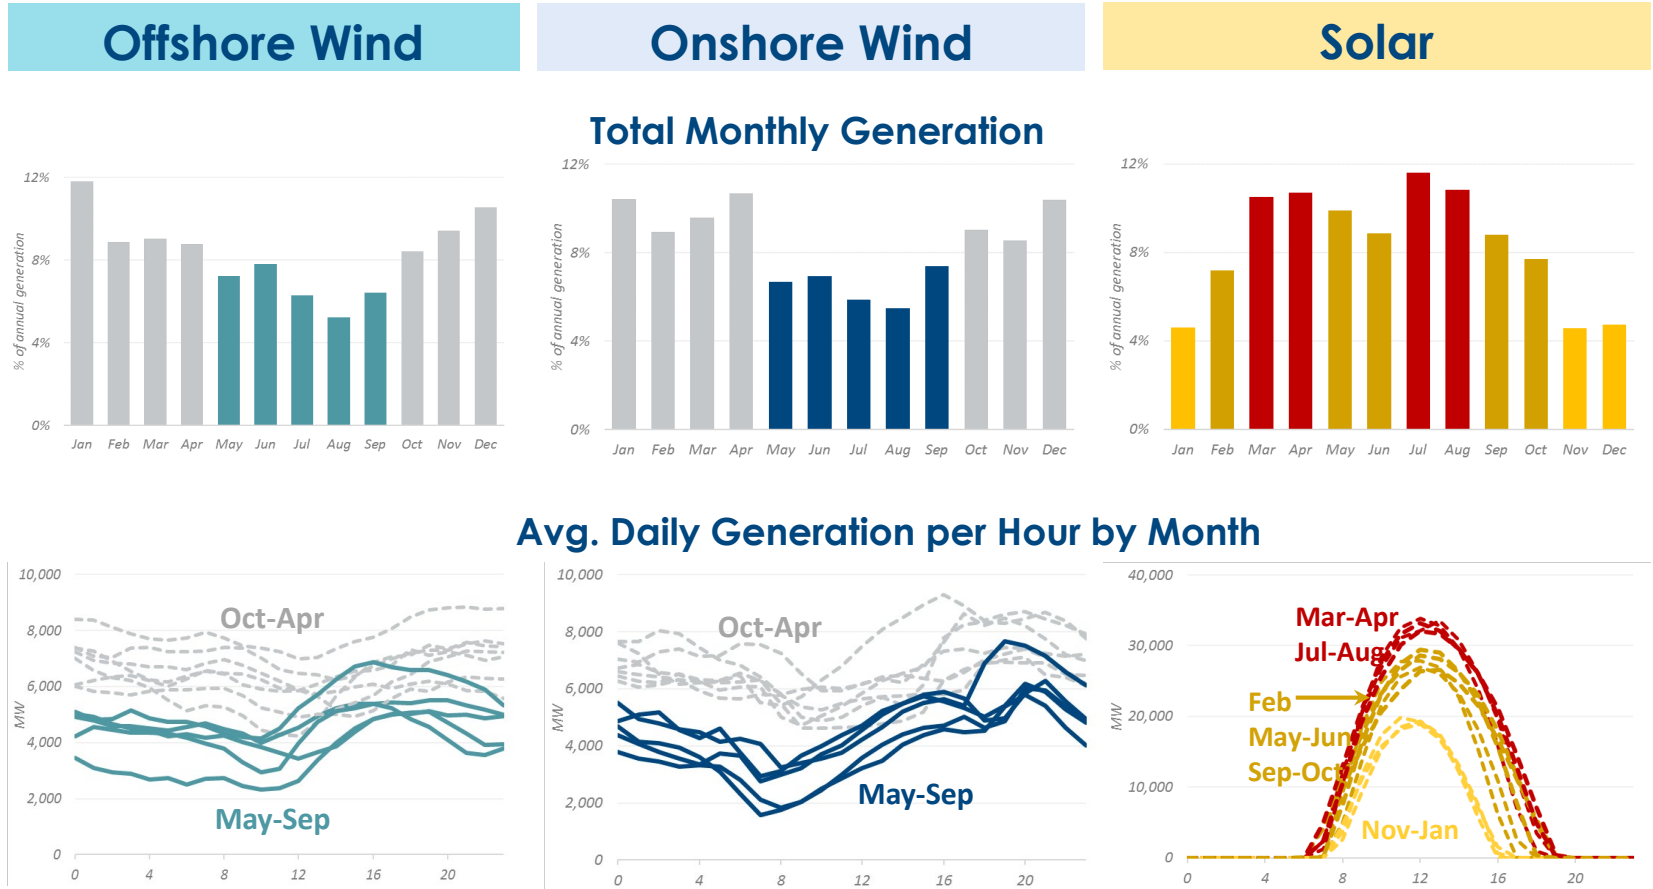 Offshore Wind
Onshore Wind
Solar
Total Monthly Generation
12%
8%
4%
0%
% of annual generation
Jan Feb Mar Apr May Jun Jul Aug Sep Oct Nov Dec
12%
8%
4%
0%
% of annual generation
Jan Feb Mar Apr May Jun Jul Aug Sep Oct Nov Dec
12%
8%
4%
0%
% of annual generation
Jan Feb Mar Apr May Jun Jul Aug Sep Oct Nov Dec
Avg. Daily Generation per Hour by Month
10,000
8,000
6,000
4,000
2,000
0
MW
Oct-Apr
May-Sep
0 4 8 12 16 20
10,000
8,000
6,000
4,000
2,000
0
MW
Oct-Apr
May-Sep
0 4 8 12 16 20
40,000
30,000
20,000
10,000
0
MW
Mar-Apr
Jul-Aug
Feb
May-Jun
Sep-Oct
Nov-Jan
0 4 8 12 16 20